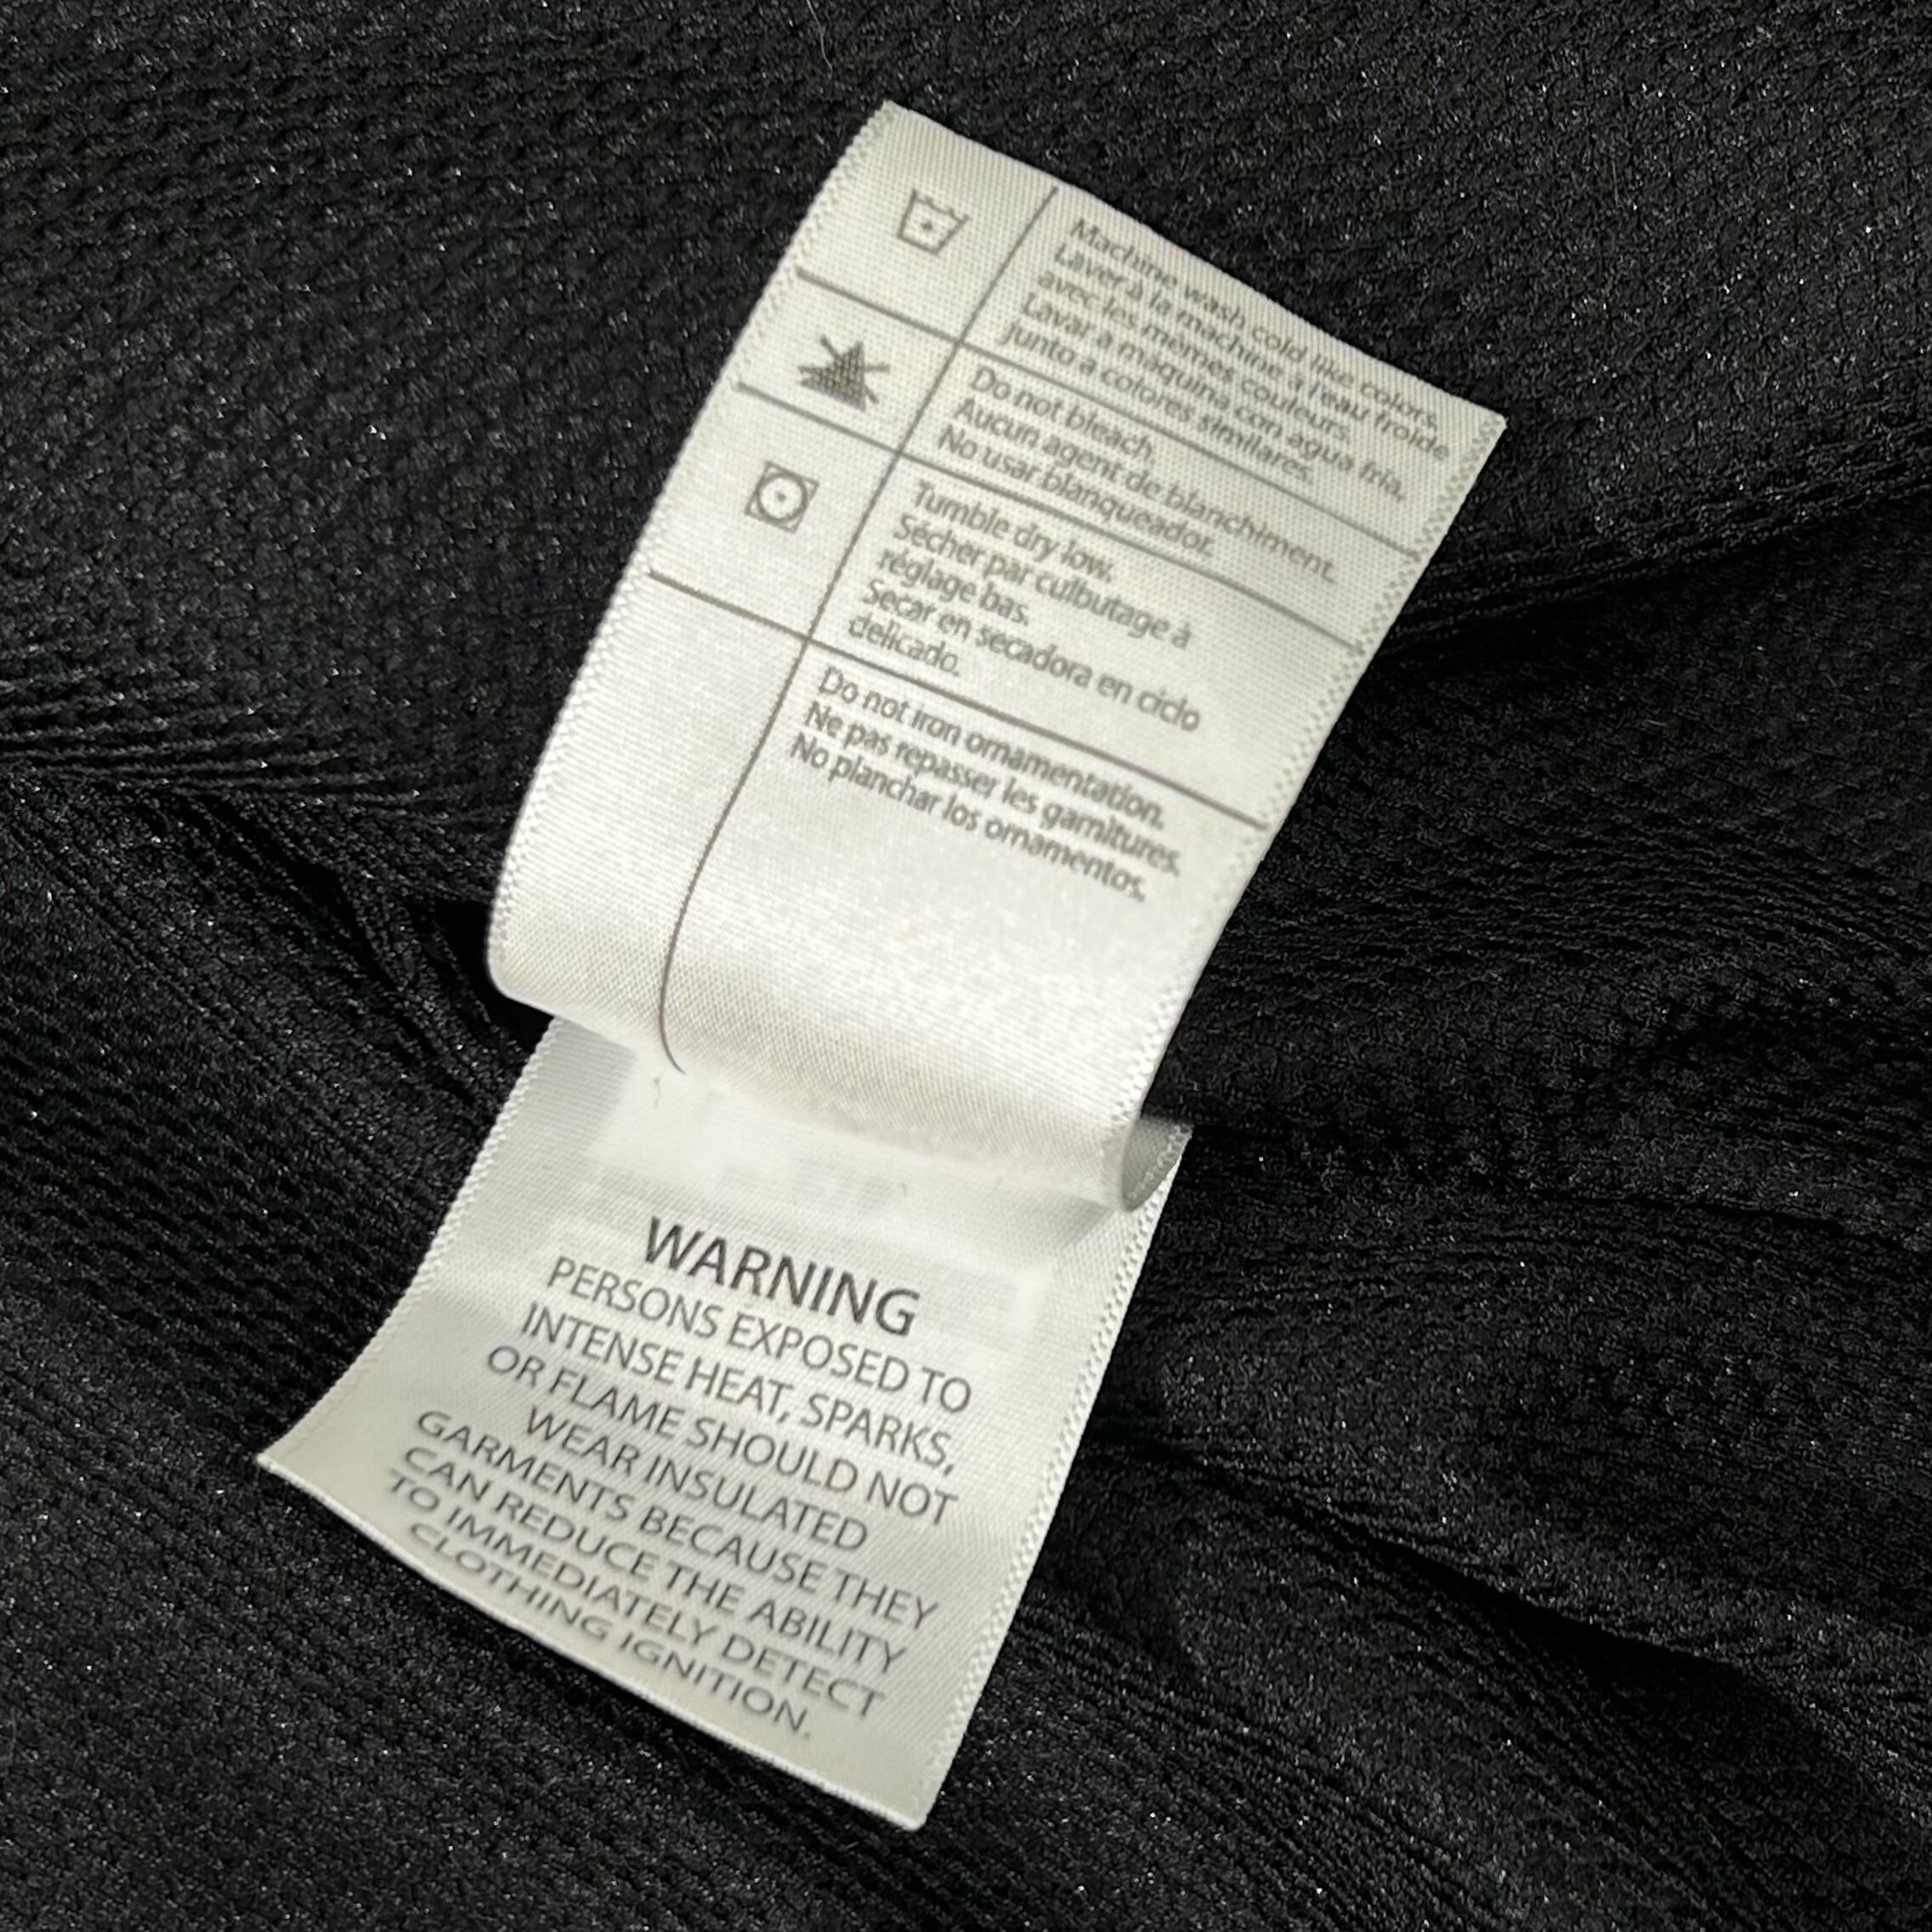 Machine wash cold like colors.
Laver à la machine à l'eau froide
avec les mêmes couleurs.
Lavar a máquina con agua fría,
junto a colores similares.
Do not bleach.
Aucun agent de blanchiment.
No usar blanqueador.
Tumble dry low.
Sécher par culbutage à
réglage bas.
Secar en secadora en ciclo
delicado.
Do not iron ornamentation.
Ne pas repasser les garnitures.
No planchar los ornamentos.
WARNING
PERSONS EXPOSED TO
INTENSE HEAT, SPARKS,
OR FLAME SHOULD NOT
WEAR INSULATED
GARMENTS BECAUSE THEY
CAN REDUCE THE ABILITY
TO IMMEDIATELY DETECT
CLOTHING IGNITION.